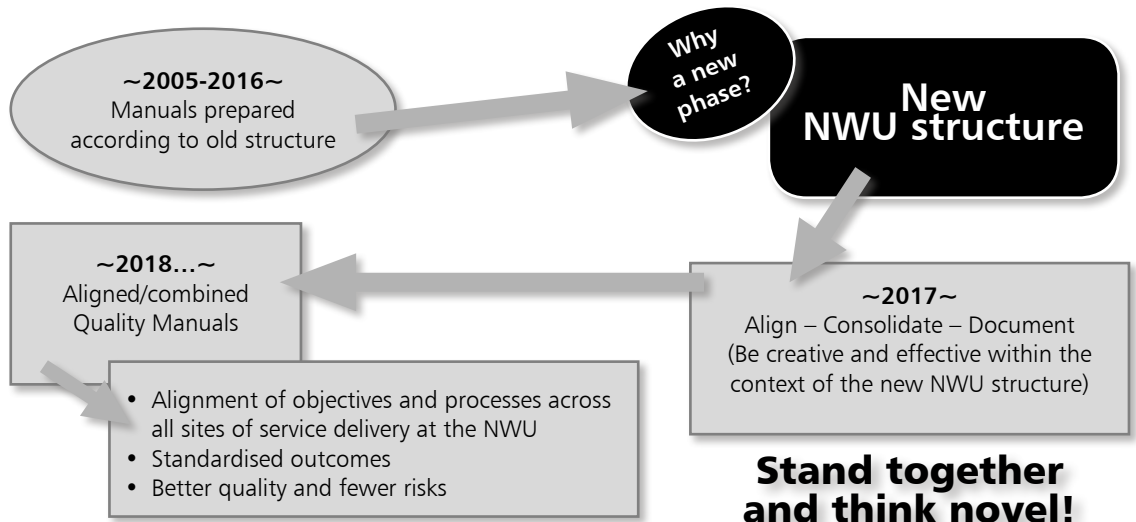 ~2005-2016~
Manuals prepared
according to old structure
Why
a new
phase?
New
NWU structure
~2017~
Align – Consolidate – Document
(Be creative and effective within the
context of the new NWU structure)
~2018...~
Aligned/combined
Quality Manuals
• Alignment of objectives and processes across
all sites of service delivery at the NWU
• Standardised outcomes
• Better quality and fewer risks
Stand together
and think novel!